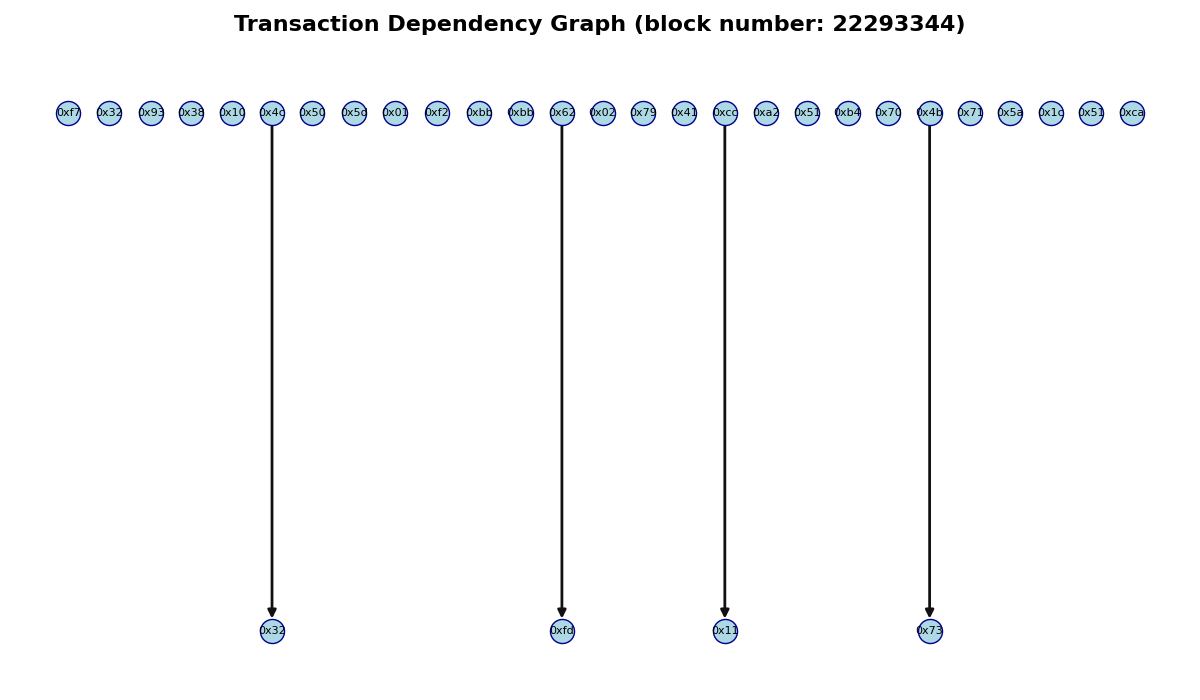 Transaction Dependency Graph (block number: 22293344)
0xf7 0x32 0x93 0x38 0x10 0x4c 0x50 0x5d 0x01 0xf2 0xbb 0xbb 0x62 0x02 0x79 0x41 0xcc 0xa2 0x51 0xb4 0x70 0x4b 0x71 0x5a 0x1c 0x51 0xca
0x32 0xfd 0x11 0x73